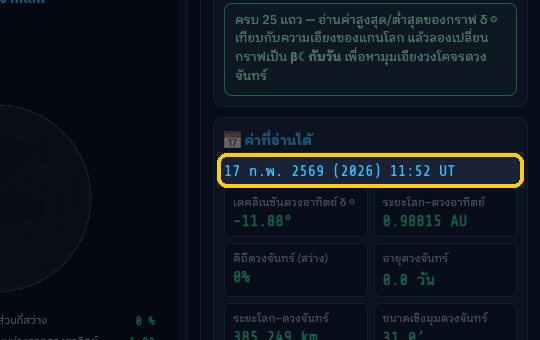 ครบ 25 แถว — อ่านค่าสูงสุด/ต่ำสุดของกราฟ δ☉
เทียบกับความเอียงของแกนโลก แล้วลองเปลี่ยน
กราฟเป็น β☾ กับวัน เพื่อหามุมเอียงวงโคจรดวง
จันทร์
ค่าที่อ่านได้
17 ก.พ. 2569 (2026) 11:52 UT
เดคลิเนชันดวงอาทิตย์ δ☉
ระยะโลก–ดวงอาทิตย์
−11.88°
0.98815 AU
ดิถีดวงจันทร์ (สว่าง)
อายุดวงจันทร์
0%
0.0 วัน
ส่วนที่สว่าง
0 %
ระยะโลก–ดวงจันทร์
ขนาดเชิงมุมดวงจันทร์
385,249 km